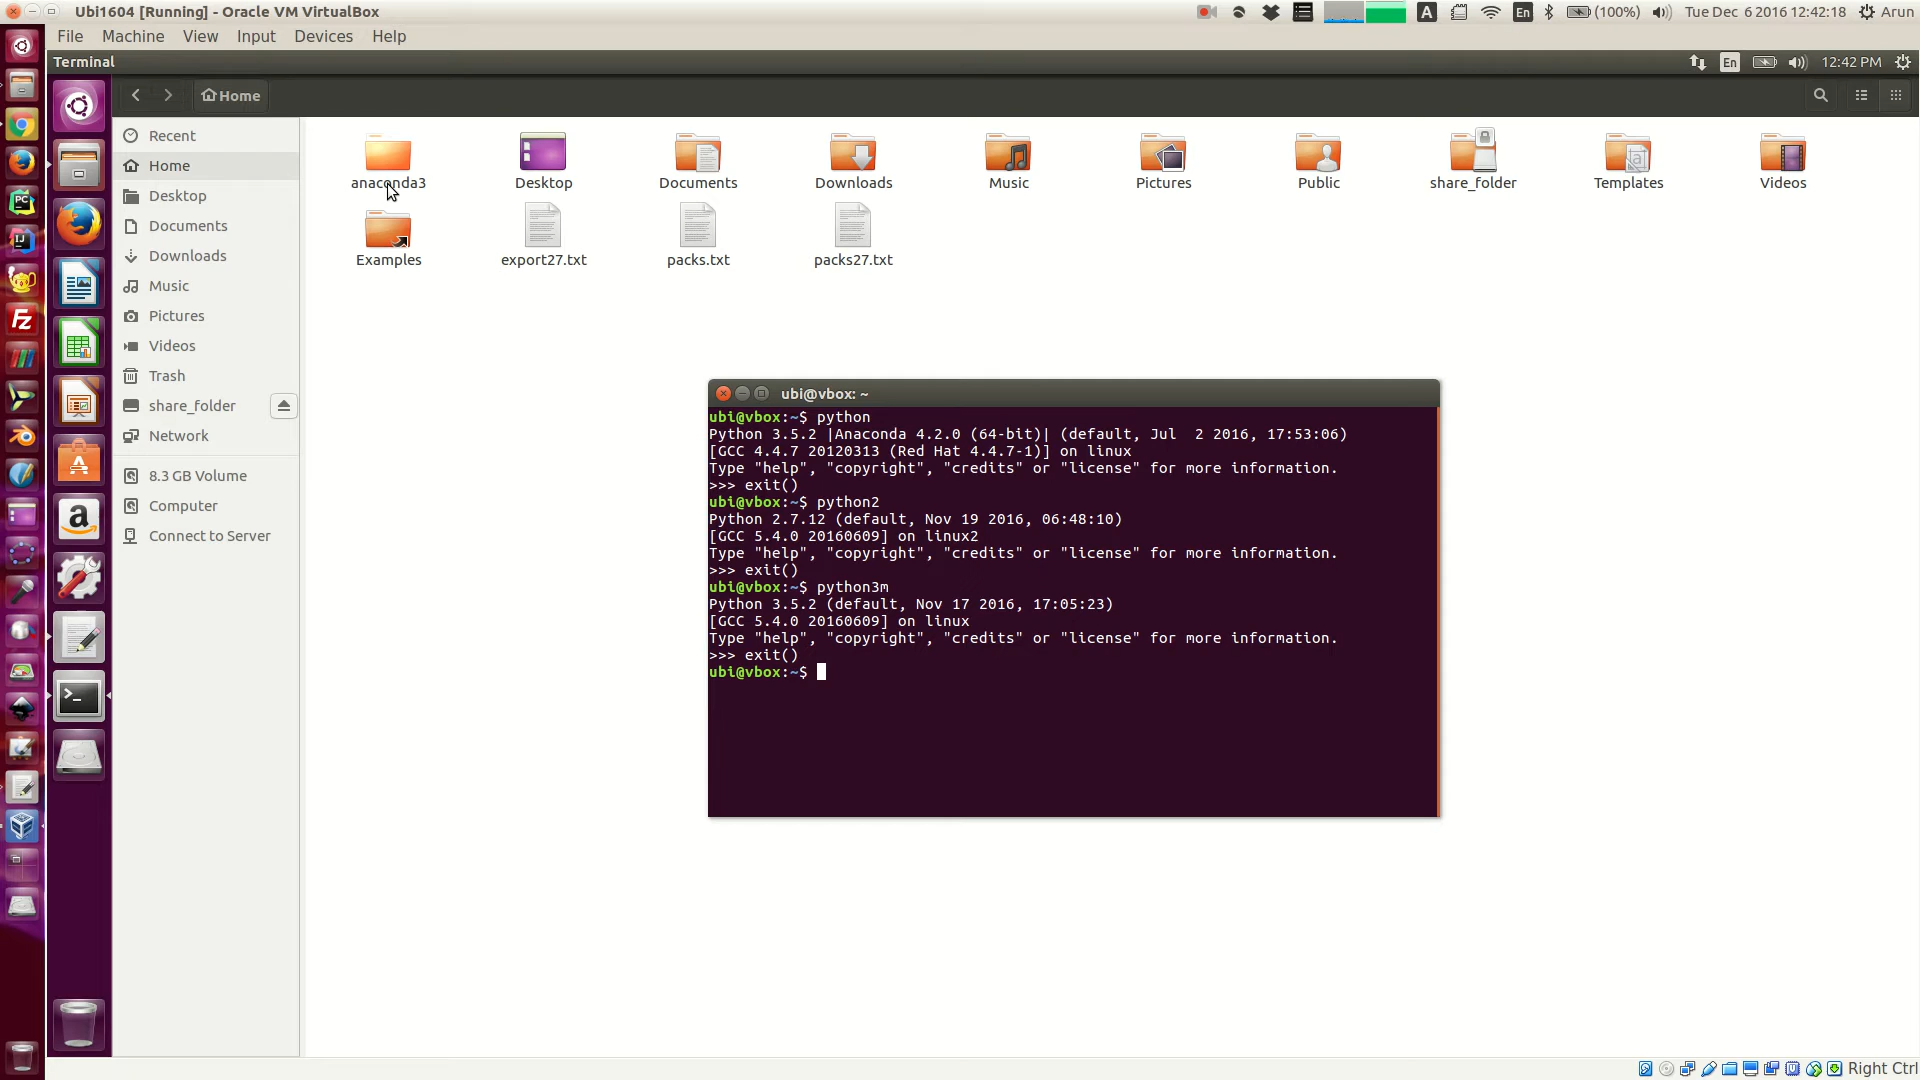 Ubi1604 [Running] - Oracle VM VirtualBox
A
En
(100%)
Tue Dec  6 2016 12:42:18
Arun
File Machine View Input Devices Help
Terminal
En
12:42 PM
Home
Recent
Home
Desktop
Documents
Downloads
Music
Pictures
Videos
Trash
share_folder
Network
8.3 GB Volume
Computer
Connect to Server
anaconda3
Desktop
Documents
Downloads
Music
Pictures
Public
share_folder
Templates
Videos
Examples
export27.txt
packs.txt
packs27.txt
ubi@vbox: ~
ubi@vbox:~$ python
Python 3.5.2 |Anaconda 4.2.0 (64-bit)| (default, Jul  2 2016, 17:53:06)
[GCC 4.4.7 20120313 (Red Hat 4.4.7-1)] on linux
Type "help", "copyright", "credits" or "license" for more information.
>>> exit()
ubi@vbox:~$ python2
Python 2.7.12 (default, Nov 19 2016, 06:48:10)
[GCC 5.4.0 20160609] on linux2
Type "help", "copyright", "credits" or "license" for more information.
>>> exit()
ubi@vbox:~$ python3m
Python 3.5.2 (default, Nov 17 2016, 17:05:23)
[GCC 5.4.0 20160609] on linux
Type "help", "copyright", "credits" or "license" for more information.
>>> exit()
ubi@vbox:~$
PC
IJ
FZ
a
>_
Right Ctrl